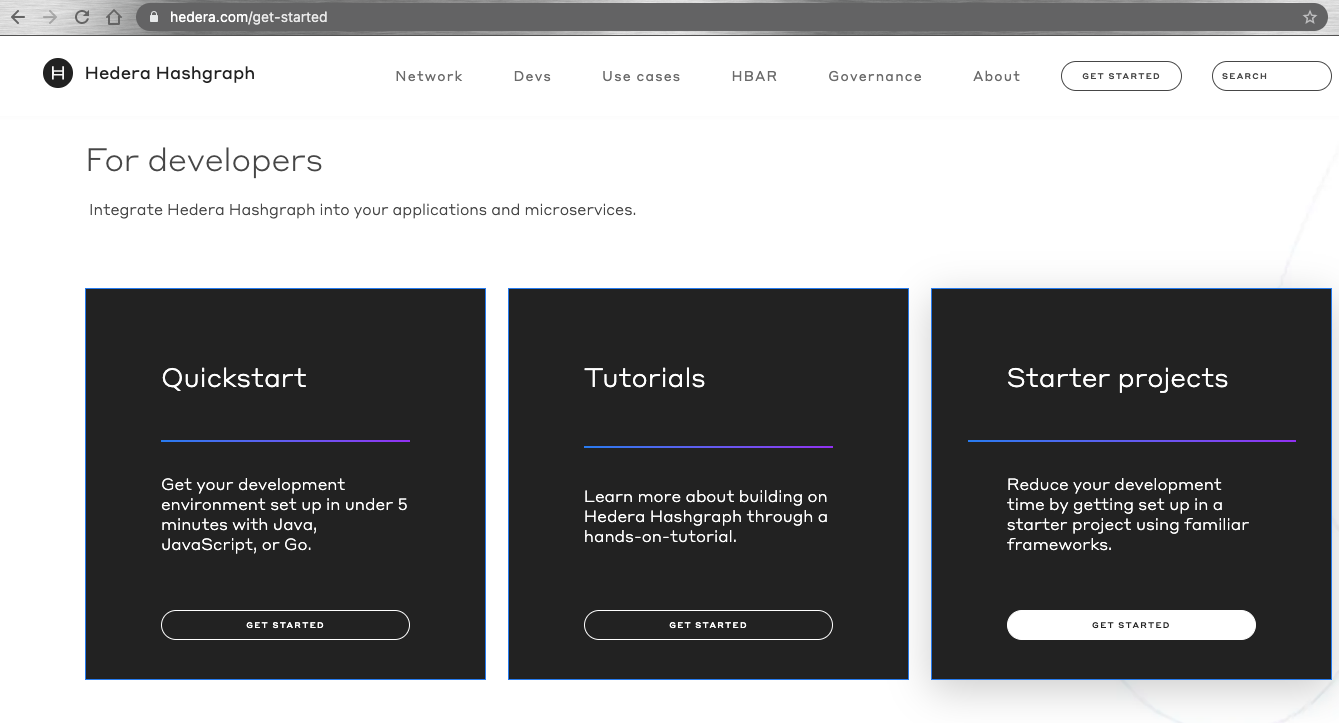 hedera.com/get-started
Hedera Hashgraph
Network Devs Use cases HBAR Governance About GET STARTED SEARCH
For developers
Integrate Hedera Hashgraph into your applications and microservices.
Quickstart
Get your development
environment set up in under 5
minutes with Java,
JavaScript, or Go.
GET STARTED
Tutorials
Learn more about building on
Hedera Hashgraph through a
hands-on-tutorial.
GET STARTED
Starter projects
Reduce your development
time by getting set up in a
starter project using familiar
frameworks.
GET STARTED